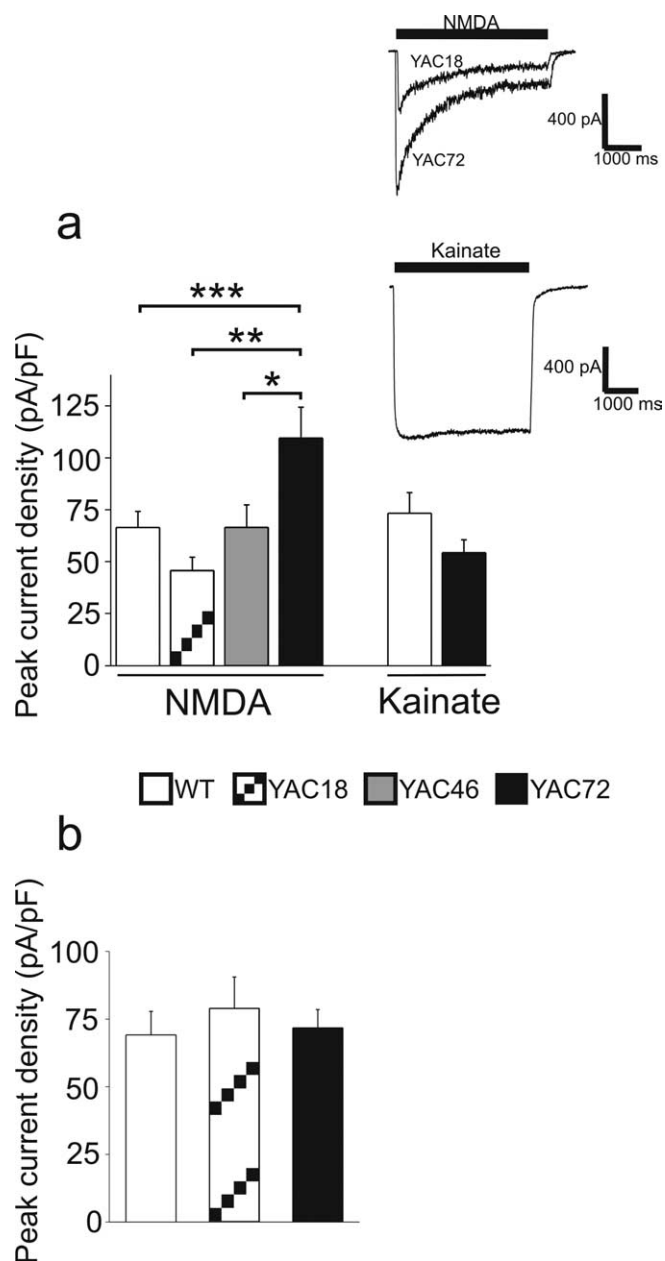 NMDA
YAC18
400 pA
YAC72
1000 ms
a
Kainate
***
**
400 pA
*
1000 ms
Peak current density (pA/pF)
125
100
75
50
25
0
NMDA
Kainate
WT
YAC18
YAC46
YAC72
b
Peak current density (pA/pF)
100
75
50
25
0